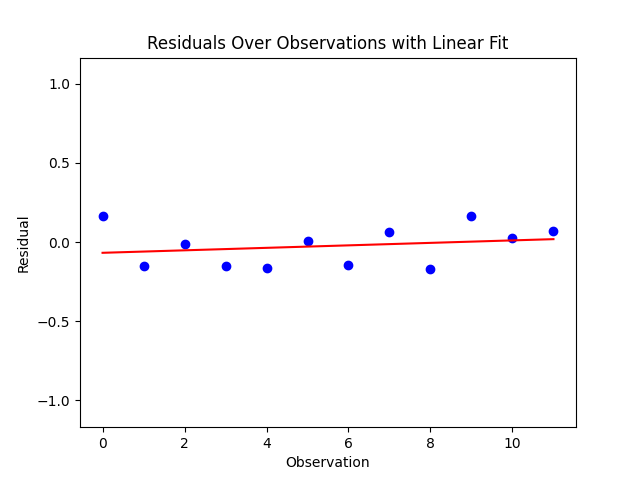 Residuals Over Observations with Linear Fit
1.0
0.5
0.0
−0.5
−1.0
Residual
0 2 4 6 8 10
Observation